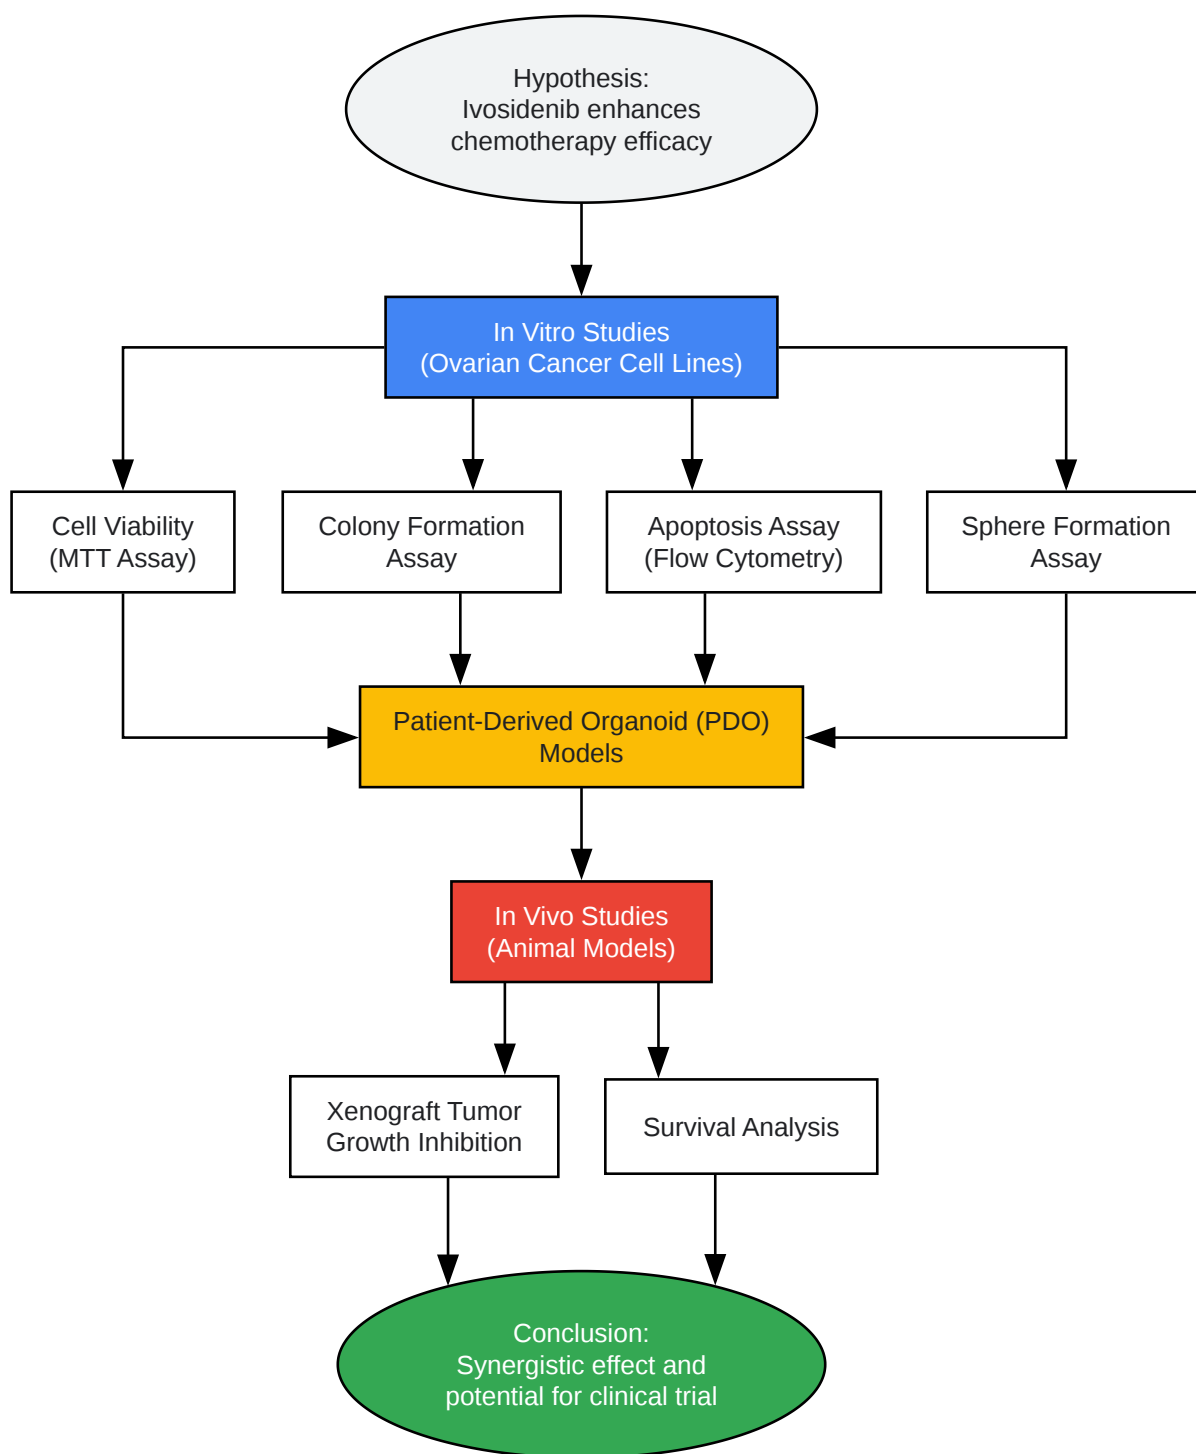 Hypothesis:
Ivosidenib enhances
chemotherapy efficacy
In Vitro Studies
(Ovarian Cancer Cell Lines)
Cell Viability
(MTT Assay)
Colony Formation
Assay
Apoptosis Assay
(Flow Cytometry)
Sphere Formation
Assay
Patient-Derived Organoid (PDO)
Models
In Vivo Studies
(Animal Models)
Xenograft Tumor
Growth Inhibition
Survival Analysis
Conclusion:
Synergistic effect and
potential for clinical trial